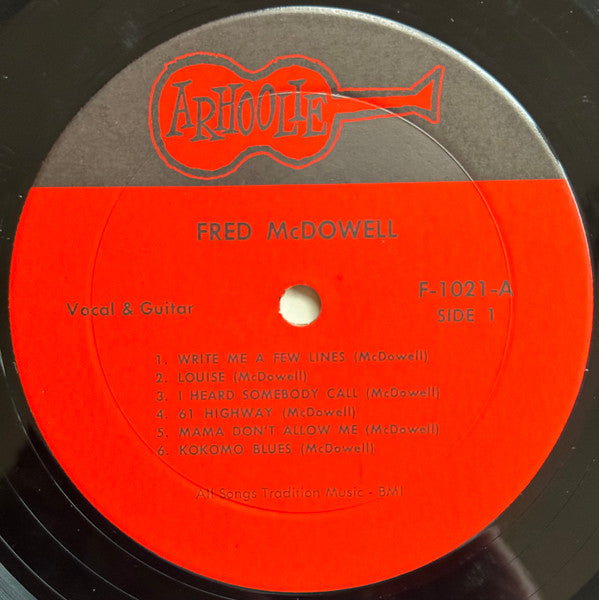 ARHOOLIE
FRED McDOWELL
F-1021-A
Vocal & Guitar
SIDE 1
1. WRITE ME A FEW LINES (McDowell)
2. LOUISE (McDowell)
3. I HEARD SOMEBODY CALL (McDowell)
4. 61 HIGHWAY (McDowell)
5. MAMA DON'T ALLOW ME (McDowell)
6. KOKOMO BLUES (McDowell)
All Songs Tradition Music - BMI